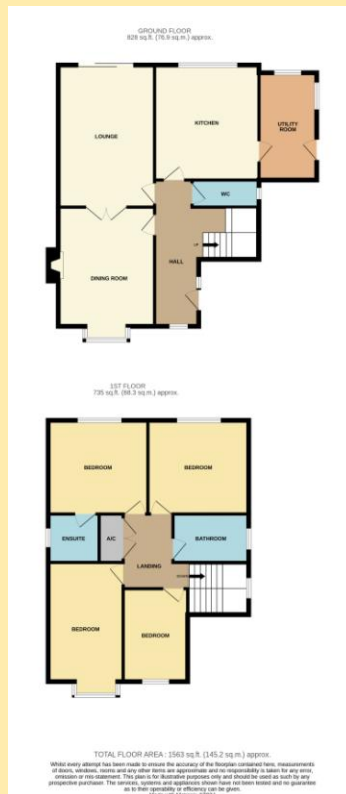 GROUND FLOOR
828 sq.ft. (76.9 sq.m.) approx.
LOUNGE
KITCHEN
UTILITY
ROOM
WC
HALL
DINING ROOM
1ST FLOOR
735 sq.ft. (68.3 sq.m.) approx.
BEDROOM
BEDROOM
ENSUITE
A/C
BATHROOM
LANDING
BEDROOM
BEDROOM
TOTAL FLOOR AREA : 1563 sq.ft. (145.2 sq.m.) approx.
Whilst every attempt has been made to ensure the accuracy of the floorplan contained here, measurements
of doors, windows, rooms and any other items are approximate and no responsibility is taken for any error,
omission or mis-statement. This plan is for illustrative purposes only and should be used as such by any
prospective purchaser. The services, systems and appliances shown have not been tested and no guarantee
as to their operability or efficiency can be given.